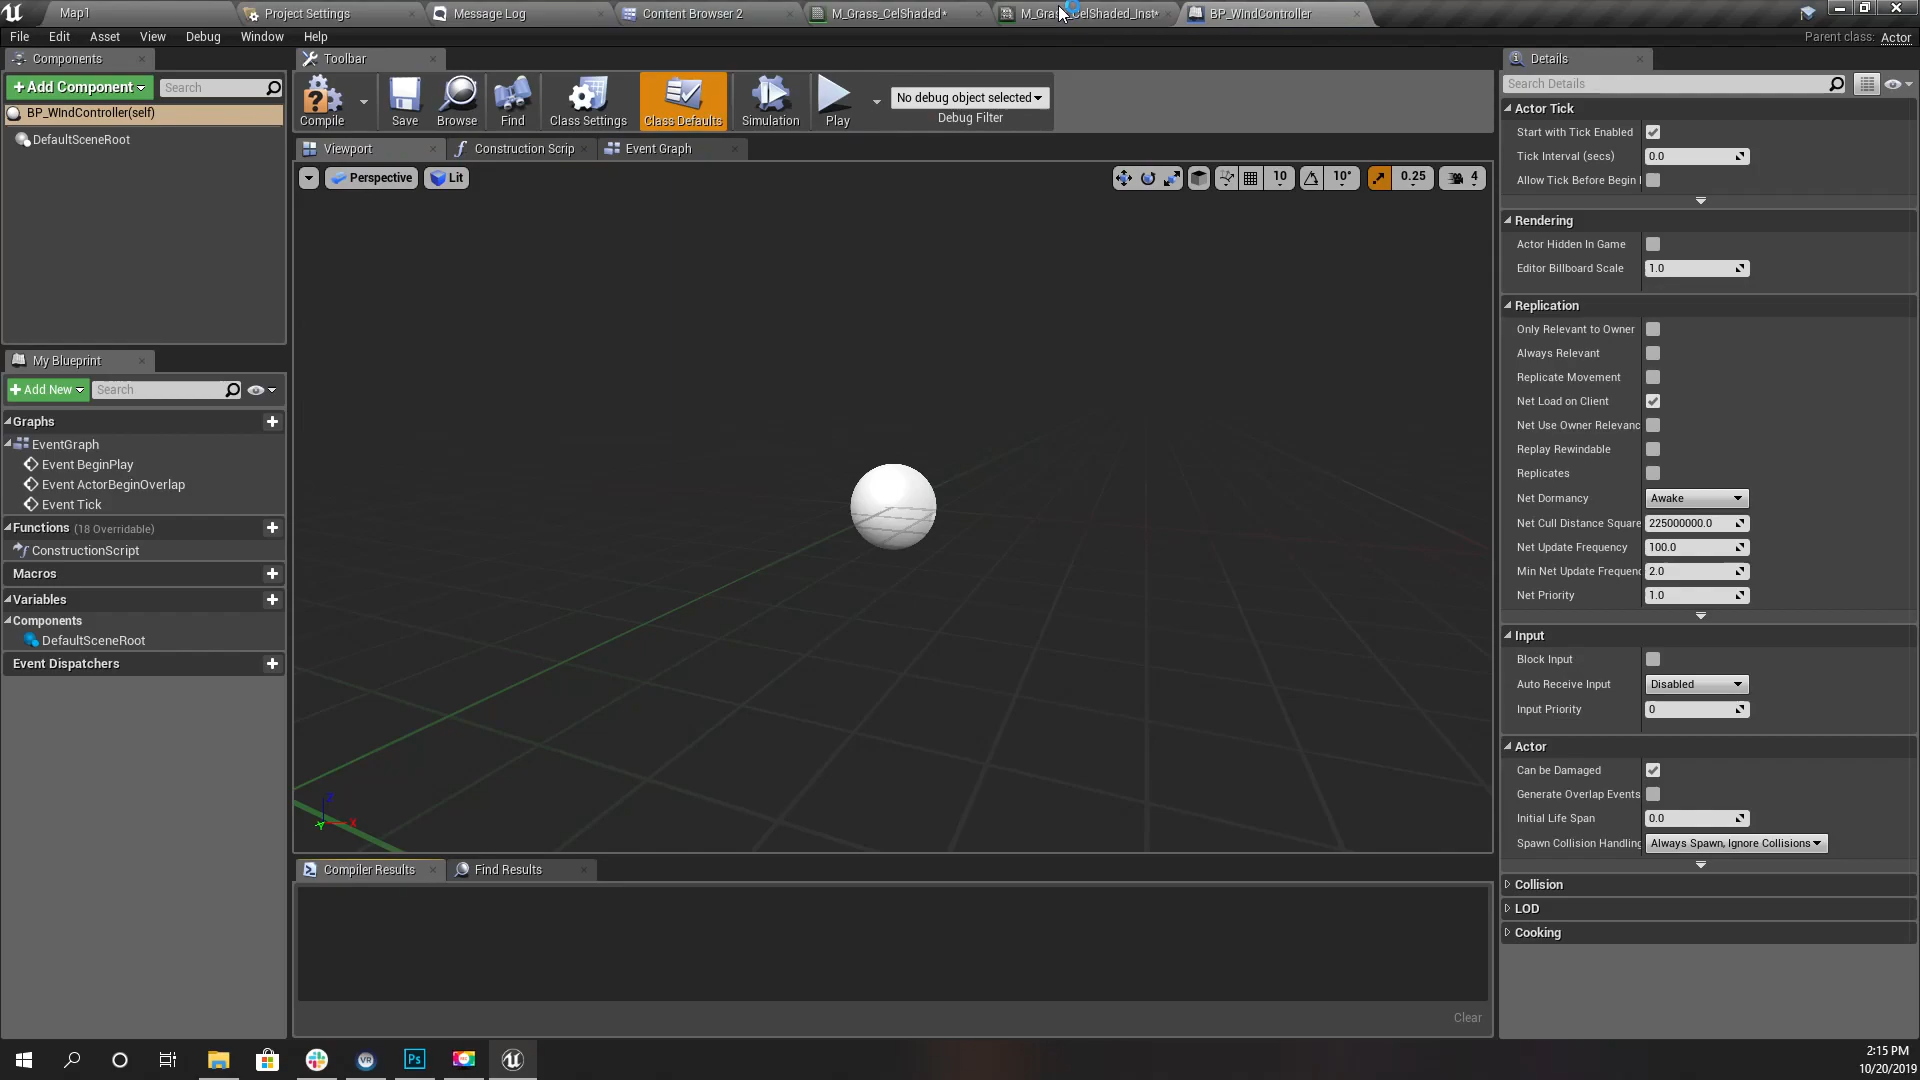 Map1
Project Settings
Message Log
Content Browser 2
M_Grass_CelShaded*
M_Gra CelShaded_Inst*
BP_WIndController
File Edit Asset View Debug Window Help
Parent class: Actor
Components
+Add Component
Search
BP_WIndController(self)
DefaultSceneRoot
My Blueprint
+Add New
Search
Graphs
EventGraph
Event BeginPlay
Event ActorBeginOverlap
Event Tick
Functions (18 Overridable)
ConstructionScript
Macros
Variables
Components
DefaultSceneRoot
Event Dispatchers
Toolbar
Compile
Save
Browse
Find
Class Settings
Class Defaults
Simulation
Play
No debug object selected
Debug Filter
Viewport
Construction Scrip
Event Graph
Perspective
Lit
10
10°
0.25
4
Z
X
Y
Compiler Results
Find Results
Clear
Details
Search Details
Actor Tick
Start with Tick Enabled
Tick Interval (secs) 0.0
Allow Tick Before Begin
Rendering
Actor Hidden In Game
Editor Billboard Scale 1.0
Replication
Only Relevant to Owner
Always Relevant
Replicate Movement
Net Load on Client
Net Use Owner Relevanc
Replay Rewindable
Replicates
Net Dormancy Awake
Net Cull Distance Square 225000000.0
Net Update Frequency 100.0
Min Net Update Frequen 2.0
Net Priority 1.0
Input
Block Input
Auto Receive Input Disabled
Input Priority 0
Actor
Can be Damaged
Generate Overlap Events
Initial Life Span 0.0
Spawn Collision Handling Always Spawn, Ignore Collisions
Collision
LOD
Cooking
VR
Ps
2:15 PM
10/20/2019